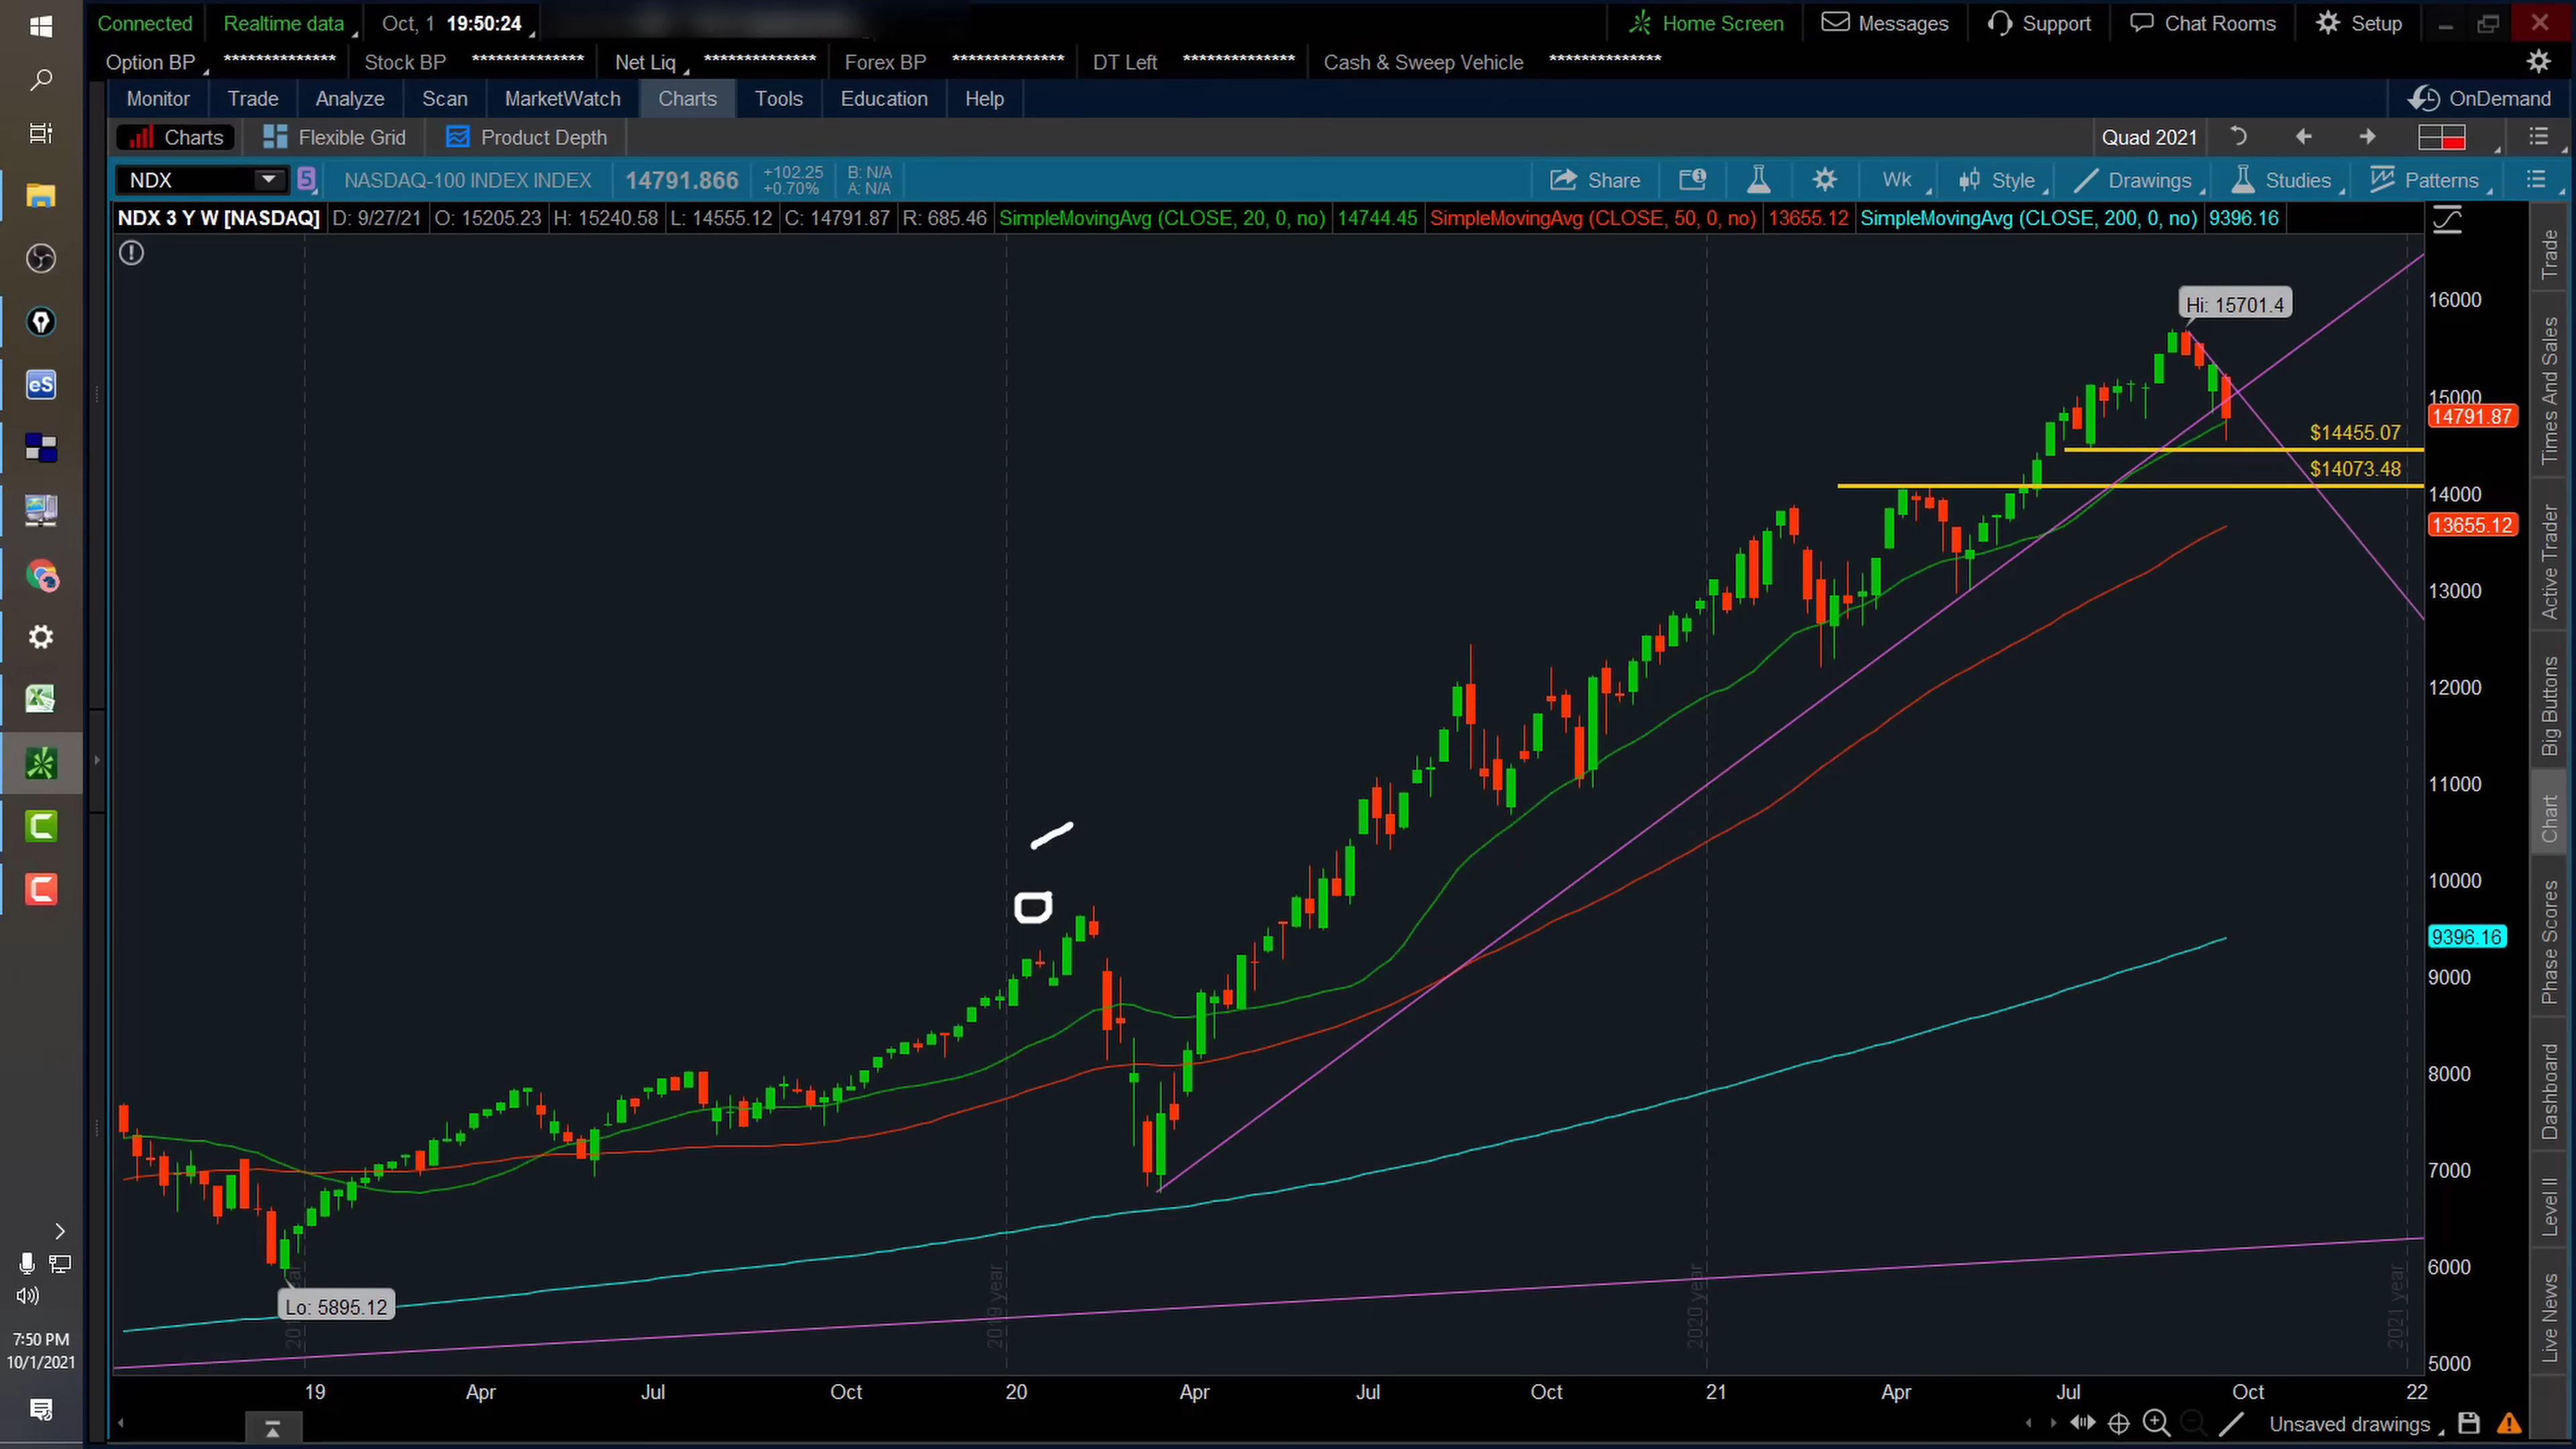 Connected Realtime data Oct, 1 19:50:24 Home Screen Messages Support Chat Rooms Setup
Option BP ************** Stock BP ************** Net Liq ************** Forex BP ************** DT Left ************** Cash & Sweep Vehicle **************
Monitor Trade Analyze Scan MarketWatch Charts Tools Education Help OnDemand
Charts Flexible Grid Product Depth Quad 2021
NDX 5 NASDAQ-100 INDEX INDEX 14791.866 +102.25 B: N/A Share Wk Style Drawings Studies Patterns
+0.70% A: N/A
NDX 3 Y W [NASDAQ] D: 9/27/21 O: 15205.23 H: 15240.58 L: 14555.12 C: 14791.87 R: 685.46 SimpleMovingAvg (CLOSE, 20, 0, no) 14744.45 SimpleMovingAvg (CLOSE, 50, 0, no) 13655.12 SimpleMovingAvg (CLOSE, 200, 0, no) 9396.16
Hi: 15701.4
16000
15000
14791.87
$14455.07
$14073.48
14000
13655.12
13000
12000
11000
10000
9396.16
9000
8000
7000
6000
5000
Lo: 5895.12
2019 year
2020 year
2021 year
19 Apr Jul Oct 20 Apr Jul Oct 21 Apr Jul Oct 22
Unsaved drawings
Trade
Times And Sales
Active Trader
Big Buttons
Chart
Phase Scores
Dashboard
Level II
Live News
eS
7:50 PM
10/1/2021